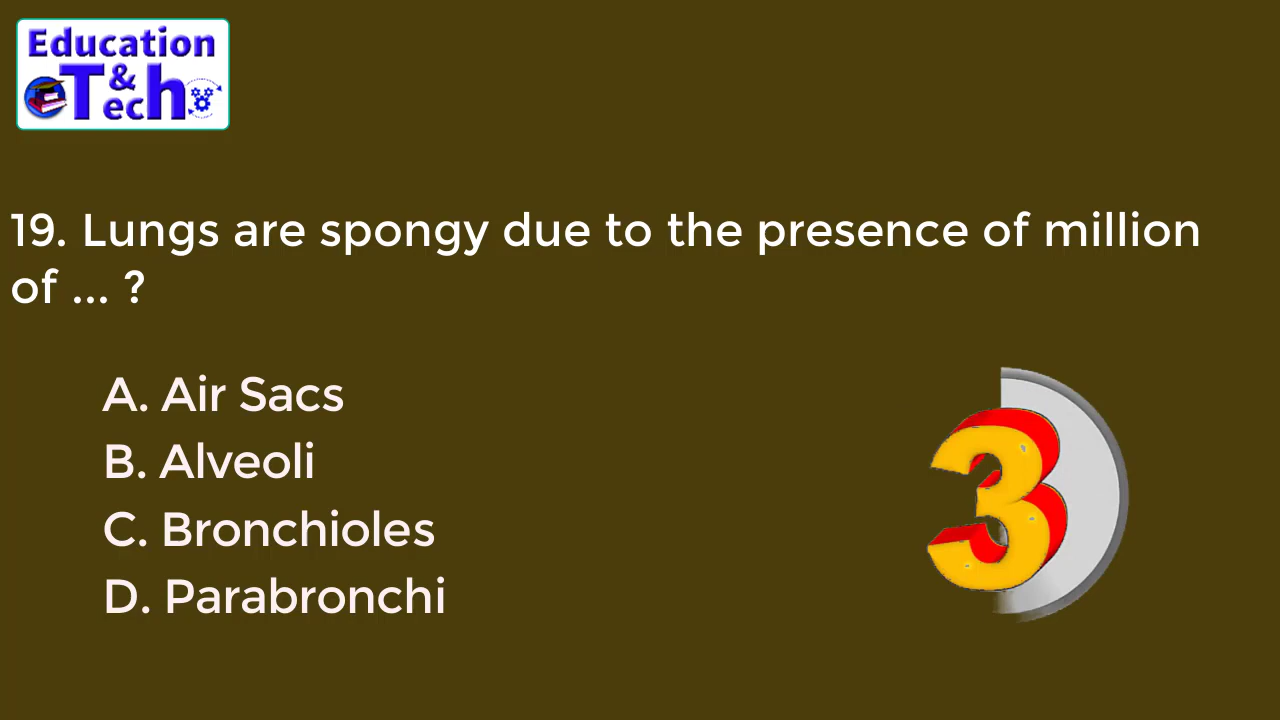 Education
&
Tech
19. Lungs are spongy due to the presence of million
of ... ?
A. Air Sacs
B. Alveoli
C. Bronchioles
D. Parabronchi
3